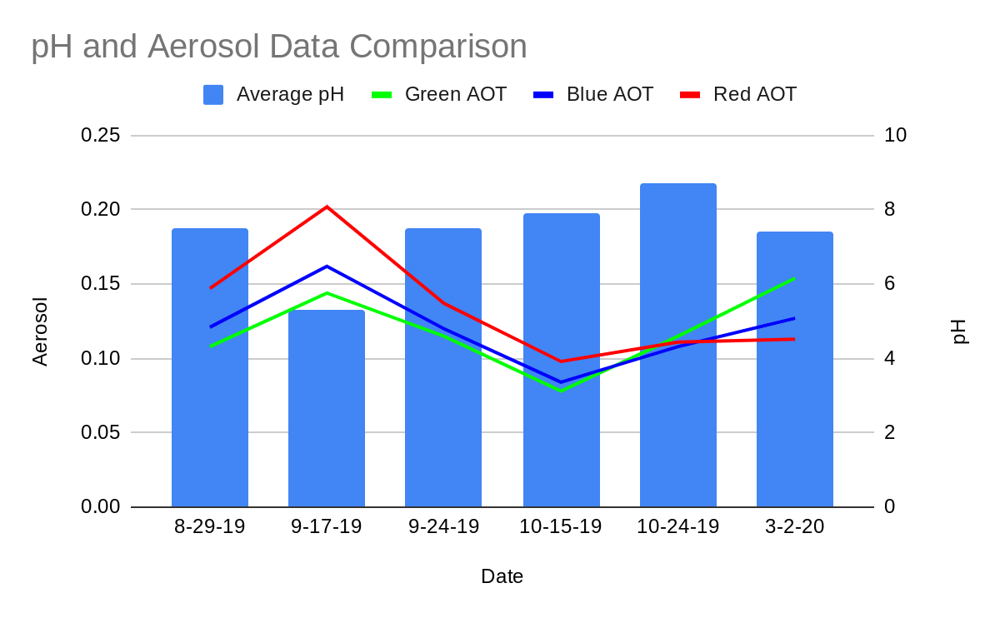 pH and Aerosol Data Comparison
Average pH Green AOT Blue AOT Red AOT
0.25 10
0.20 8
0.15 6
0.10 4
0.05 2
0.00 0
Aerosol
pH
8-29-19 9-17-19 9-24-19 10-15-19 10-24-19 3-2-20
Date